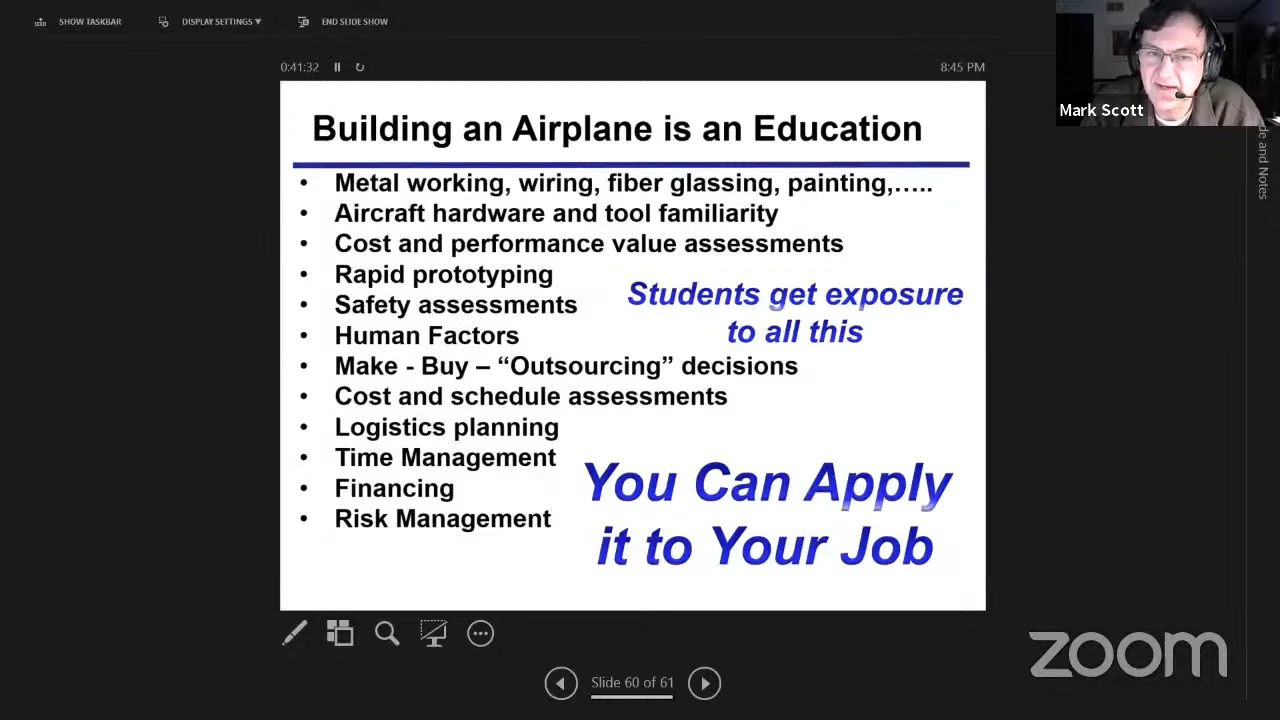 SHOW TASKBAR
DISPLAY SETTINGS ▾
END SLIDE SHOW
0:41:32
8:45 PM
Mark Scott
de and Notes
Building an Airplane is an Education
• Metal working, wiring, fiber glassing, painting,…..
• Aircraft hardware and tool familiarity
• Cost and performance value assessments
• Rapid prototyping
• Safety assessments
• Human Factors
Students get exposure
to all this
• Make - Buy – “Outsourcing” decisions
• Cost and schedule assessments
• Logistics planning
• Time Management
• Financing
• Risk Management
You Can Apply
it to Your Job
Slide 60 of 61
zoom